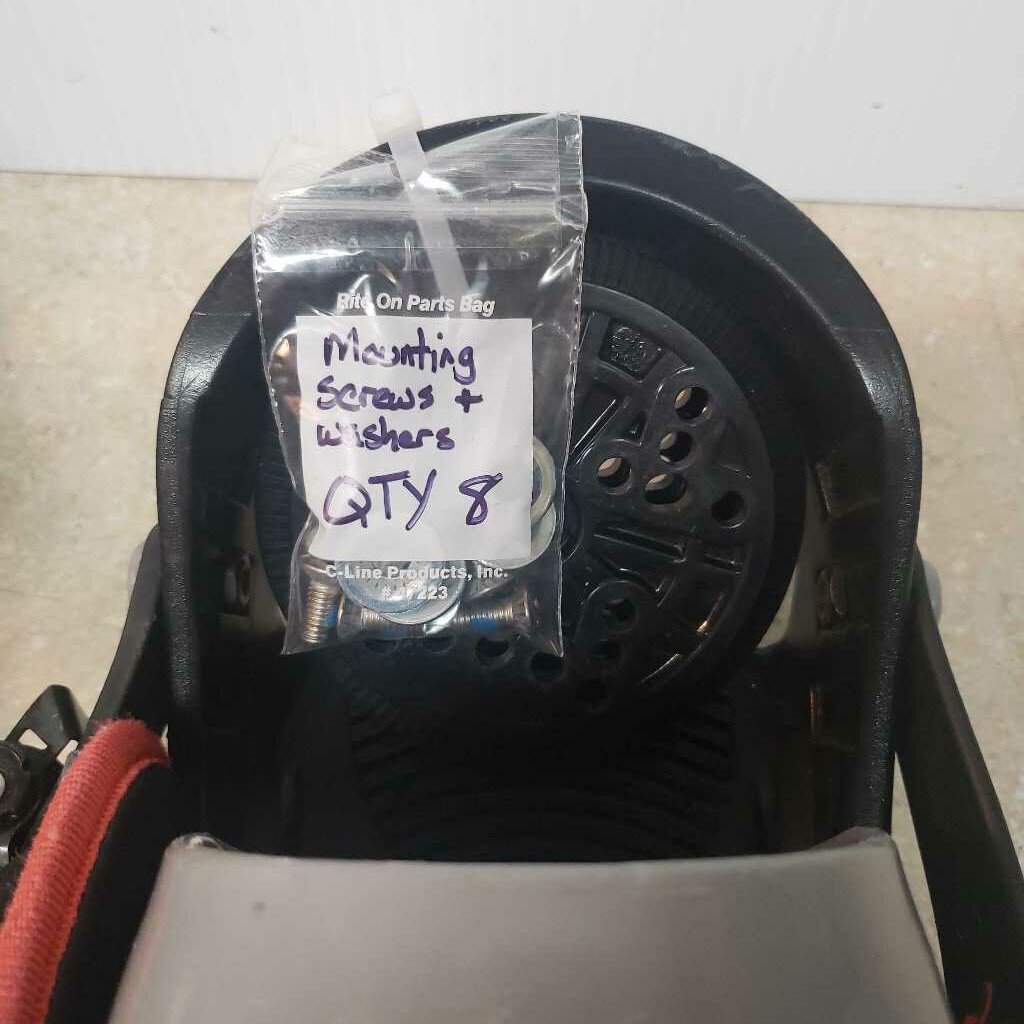 Rite On Parts Bag
Mounting
screws +
washers
QTY 8
C-Line Products, Inc.